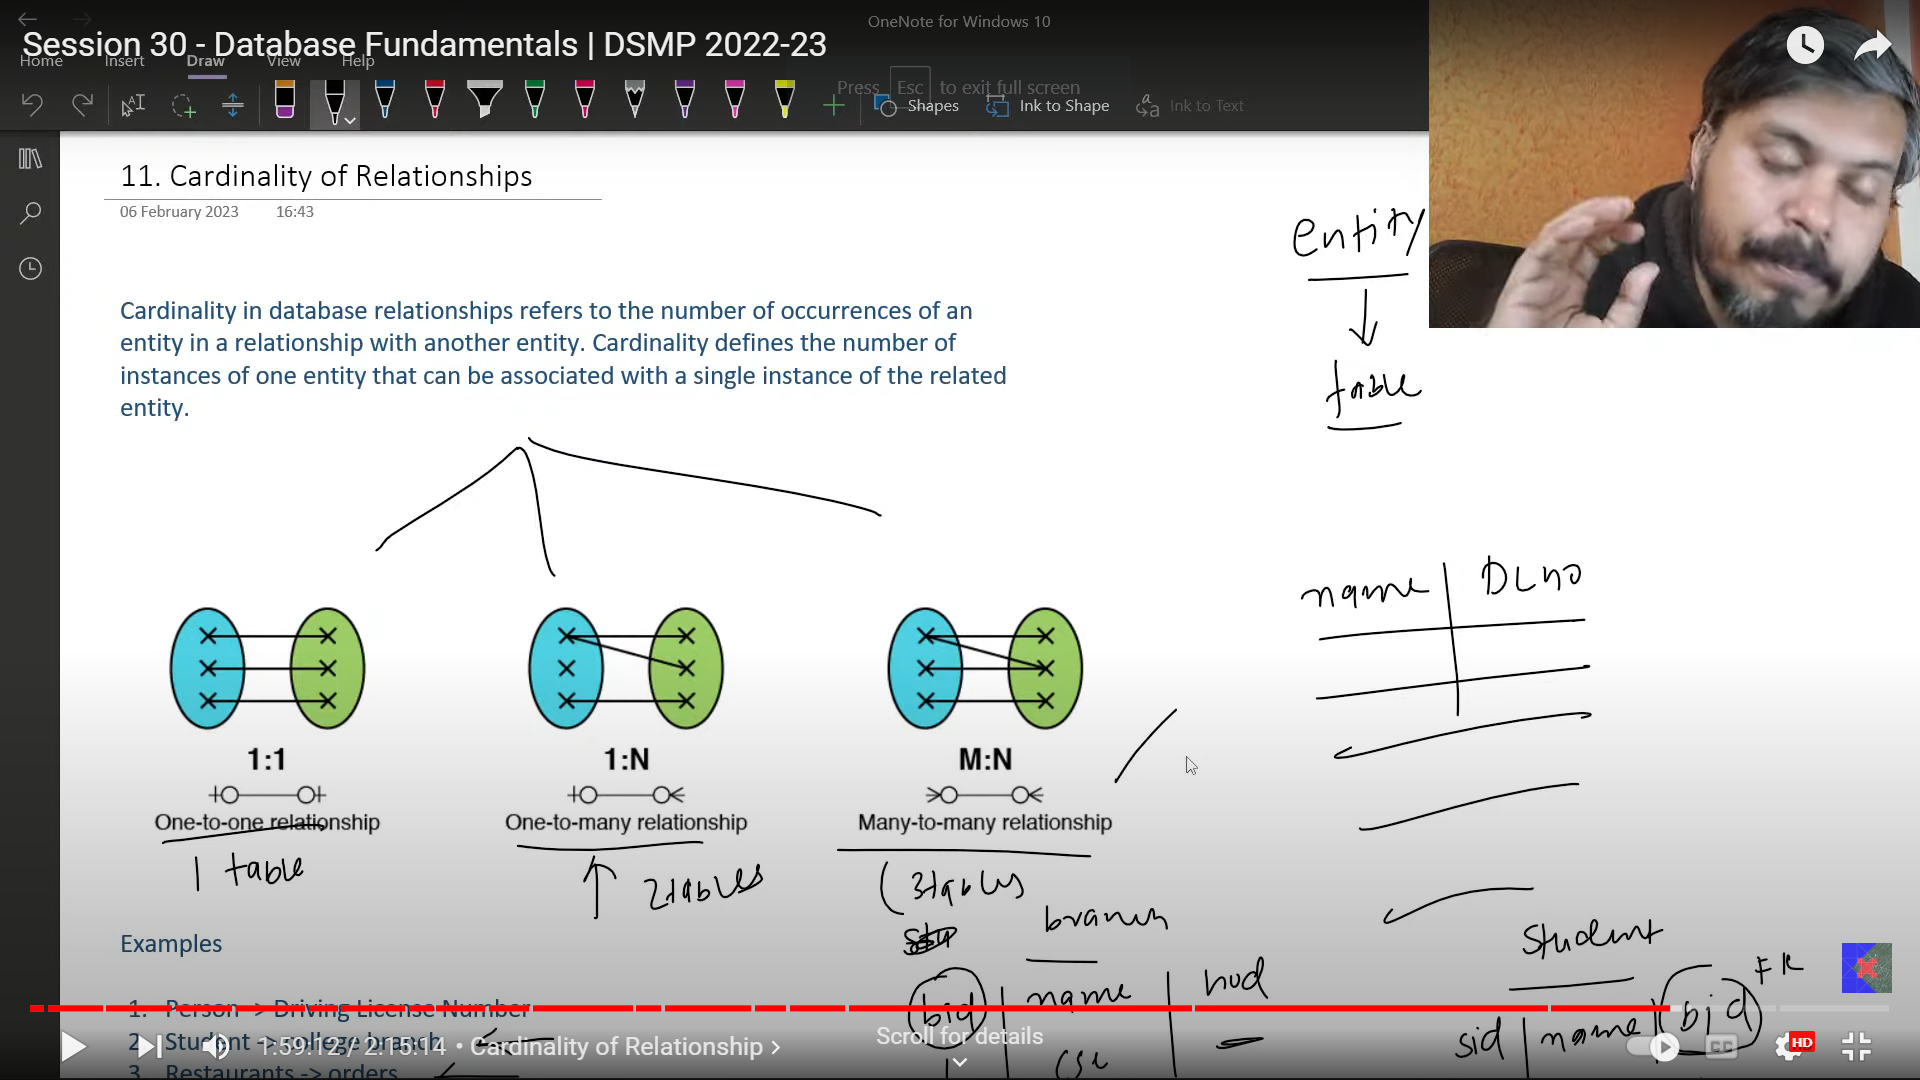 OneNote for Windows 10
Session 30 - Database Fundamentals | DSMP 2022-23
Home Insert Draw View Help
Press Esc to exit full screen
Shapes Ink to Shape Ink to Text
11. Cardinality of Relationships
06 February 2023 16:43
entity
table
Cardinality in database relationships refers to the number of occurrences of an
entity in a relationship with another entity. Cardinality defines the number of
instances of one entity that can be associated with a single instance of the related
entity.
name DL no
1:1 1:N M:N
One-to-one relationship One-to-many relationship Many-to-many relationship
1 table 2tables (3tables
branch
Student
Examples
bid name hod
FK
1. Person -> Driving License Number
sid name bid
2. Student -> college branch
cse
3. Restaurants -> orders
1:59:12 / 2:15:14 • Cardinality of Relationship >
Scroll for details
CC HD